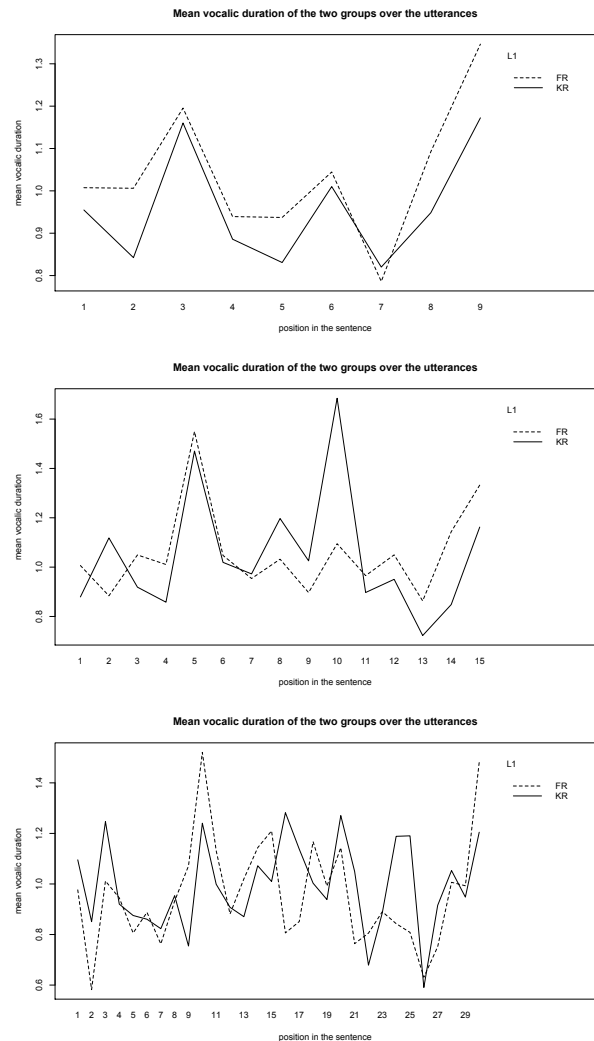 Mean vocalic duration of the two groups over the utterances
L1
FR
KR
mean vocalic duration
0.8 0.9 1.0 1.1 1.2 1.3
1 2 3 4 5 6 7 8 9
position in the sentence
Mean vocalic duration of the two groups over the utterances
L1
FR
KR
mean vocalic duration
0.8 1.0 1.2 1.4 1.6
1 2 3 4 5 6 7 8 9 10 11 12 13 14 15
position in the sentence
Mean vocalic duration of the two groups over the utterances
L1
FR
KR
mean vocalic duration
0.6 0.8 1.0 1.2 1.4
1 2 3 4 5 6 7 8 9 11 13 15 17 19 21 23 25 27 29
position in the sentence